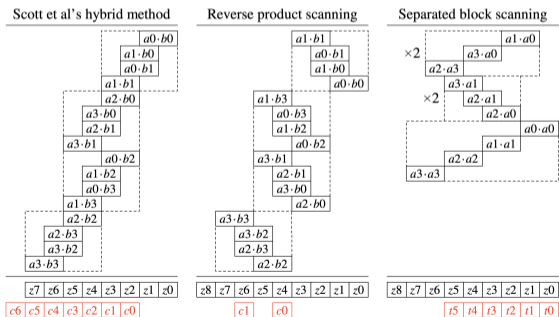 Scott et al's hybrid method
a0·b0
a1·b0
a0·b1
a1·b1
a2·b0
a3·b0
a2·b1
a3·b1
a0·b2
a1·b2
a0·b3
a1·b3
a2·b2
a2·b3
a3·b2
a3·b3
z7 z6 z5 z4 z3 z2 z1 z0
c6 c5 c4 c3 c2 c1 c0
Reverse product scanning
a1·b1
a0·b1
a1·b0
a0·b0
a1·b3
a0·b3
a1·b2
a0·b2
a3·b1
a2·b1
a3·b0
a2·b0
a3·b3
a3·b2
a2·b3
a2·b2
z8 z7 z6 z5 z4 z3 z2 z1 z0
c1 c0
Separated block scanning
a1·a0
×2 a3·a0
a2·a3
a3·a1
×2 a2·a1
a2·a0
a0·a0
a1·a1
a2·a2
a3·a3
z8 z7 z6 z5 z4 z3 z2 z1 z0
t5 t4 t3 t2 t1 t0